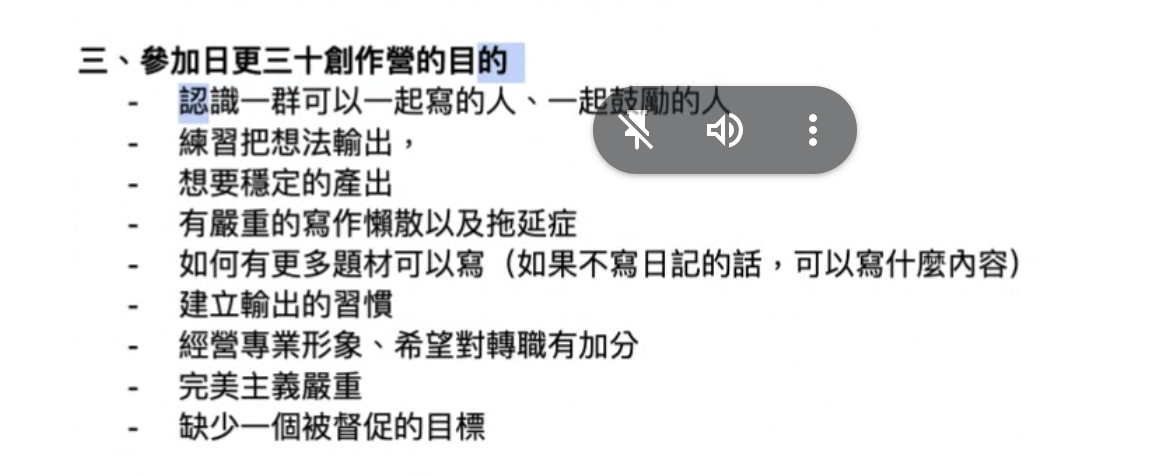 三、參加日更三十創作營的目的
- 認識一群可以一起寫的人、一起鼓勵的人
- 練習把想法輸出，
- 想要穩定的產出
- 有嚴重的寫作懶散以及拖延症
- 如何有更多題材可以寫（如果不寫日記的話，可以寫什麼內容）
- 建立輸出的習慣
- 經營專業形象、希望對轉職有加分
- 完美主義嚴重
- 缺少一個被督促的目標